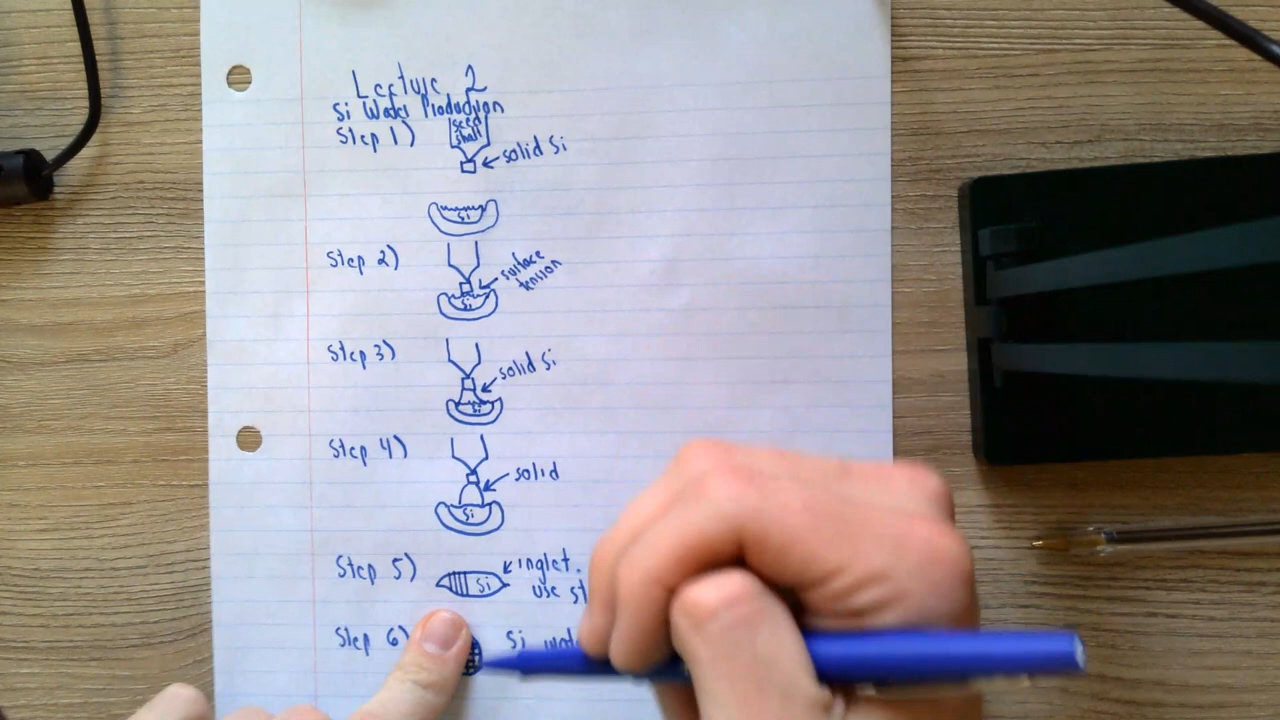 Lecture 2
Si Wafer Production
Step 1)
seed
shaft
solid Si
Si
Step 2)
surface
tension
Si
Step 3)
solid Si
Si
Step 4)
solid
Si
Step 5)
inglet.
Si
use
Step 6)
Si